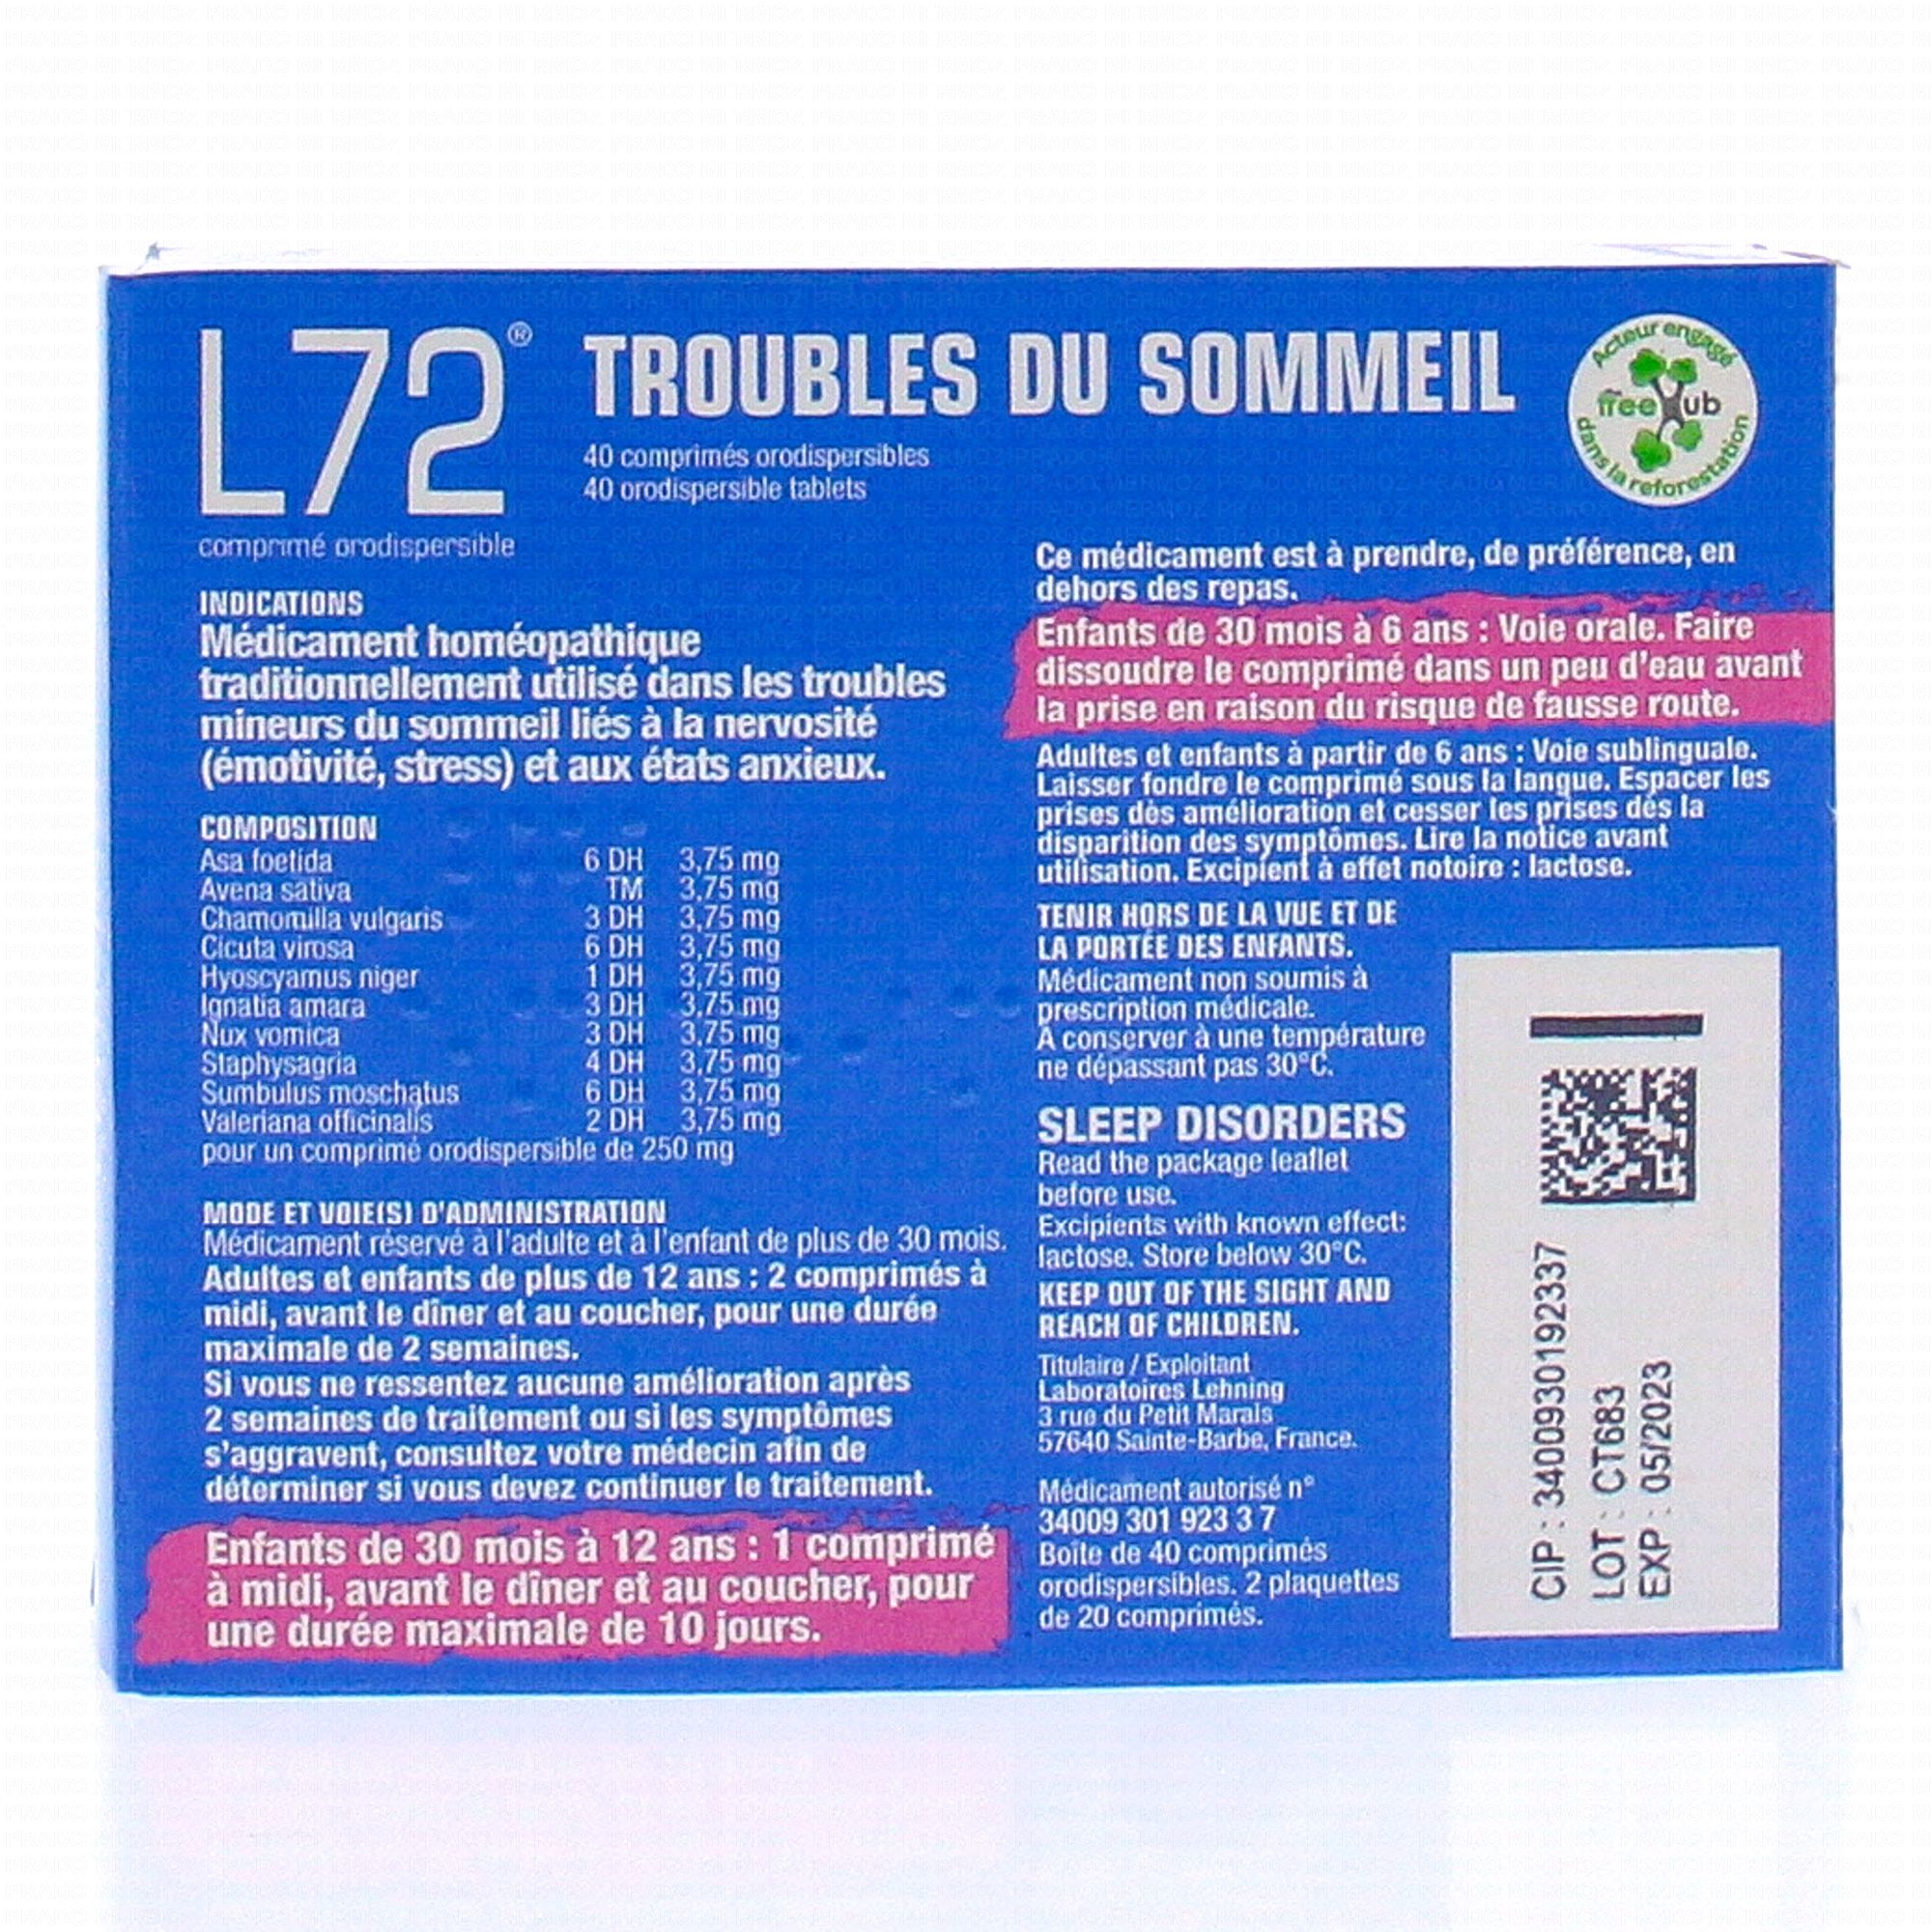 L72® TROUBLES DU SOMMEIL
40 comprimés orodispersibles
40 orodispersible tablets
comprimé orodispersible
Acteur engagé
Tree ub
dans la reforestation
INDICATIONS
Médicament homéopathique
traditionnellement utilisé dans les troubles
mineurs du sommeil liés à la nervosité
(émotivité, stress) et aux états anxieux.
COMPOSITION
Asa foetida 6 DH 3,75 mg
Avena sativa TM 3,75 mg
Chamomilla vulgaris 3 DH 3,75 mg
Cicuta virosa 6 DH 3,75 mg
Hyoscyamus niger 1 DH 3,75 mg
Ignatia amara 3 DH 3,75 mg
Nux vomica 3 DH 3,75 mg
Staphysagria 4 DH 3,75 mg
Sumbulus moschatus 6 DH 3,75 mg
Valeriana officinalis 2 DH 3,75 mg
pour un comprimé orodispersible de 250 mg
MODE ET VOIE(S) D'ADMINISTRATION
Médicament réservé à l'adulte et à l'enfant de plus de 30 mois.
Adultes et enfants de plus de 12 ans : 2 comprimés à
midi, avant le dîner et au coucher, pour une durée
maximale de 2 semaines.
Si vous ne ressentez aucune amélioration après
2 semaines de traitement ou si les symptômes
s'aggravent, consultez votre médecin afin de
déterminer si vous devez continuer le traitement.
Enfants de 30 mois à 12 ans : 1 comprimé
à midi, avant le dîner et au coucher, pour
une durée maximale de 10 jours.
Ce médicament est à prendre, de préférence, en
dehors des repas.
Enfants de 30 mois à 6 ans : Voie orale. Faire
dissoudre le comprimé dans un peu d'eau avant
la prise en raison du risque de fausse route.
Adultes et enfants à partir de 6 ans : Voie sublinguale.
Laisser fondre le comprimé sous la langue. Espacer les
prises dès amélioration et cesser les prises dès la
disparition des symptômes. Lire la notice avant
utilisation. Excipient à effet notoire : lactose.
TENIR HORS DE LA VUE ET DE
LA PORTÉE DES ENFANTS.
Médicament non soumis à
prescription médicale.
A conserver à une température
ne dépassant pas 30°C.
SLEEP DISORDERS
Read the package leaflet
before use.
Excipients with known effect:
lactose. Store below 30°C.
KEEP OUT OF THE SIGHT AND
REACH OF CHILDREN.
Titulaire / Exploitant
Laboratoires Lehning
3 rue du Petit Marais
57640 Sainte-Barbe, France.
Médicament autorisé n°
34009 301 923 3 7
Boîte de 40 comprimés
orodispersibles. 2 plaquettes
de 20 comprimés.
CIP : 3400930192337
LOT : CT683
EXP : 05/2023